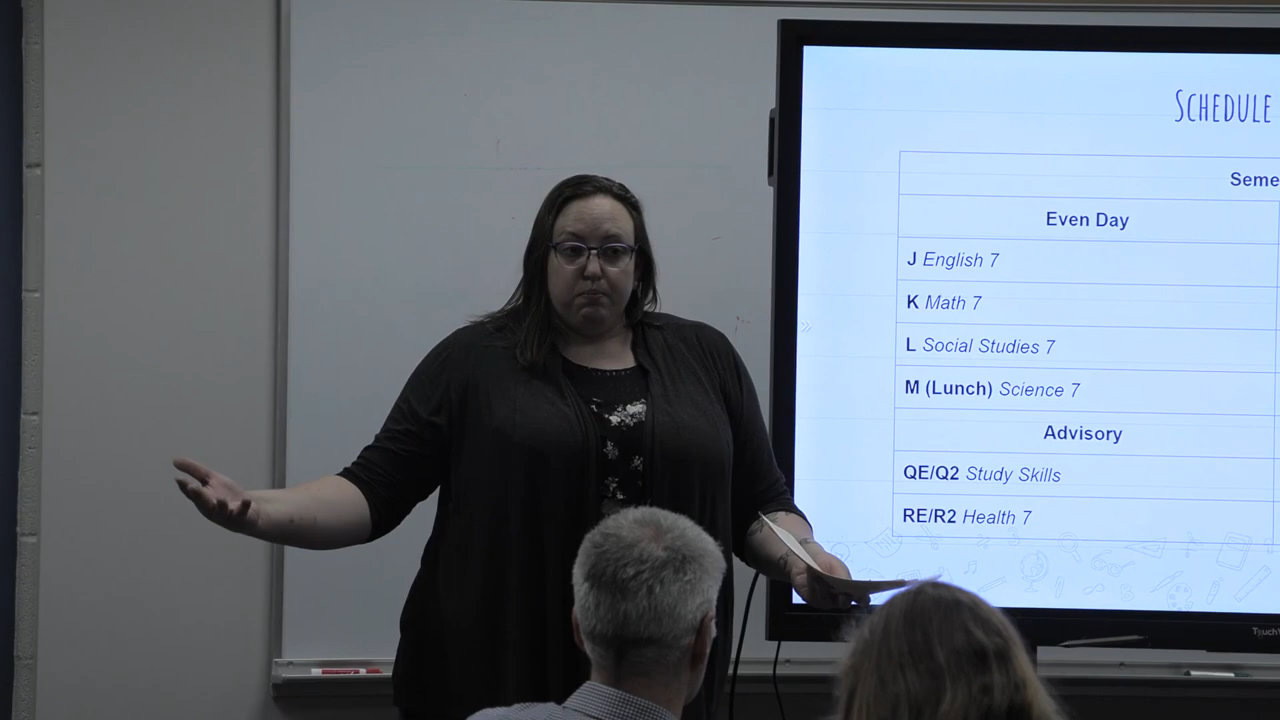 SCHEDULE
Seme
Even Day
J English 7
K Math 7
L Social Studies 7
M (Lunch) Science 7
Advisory
QE/Q2 Study Skills
RE/R2 Health 7
TouchV